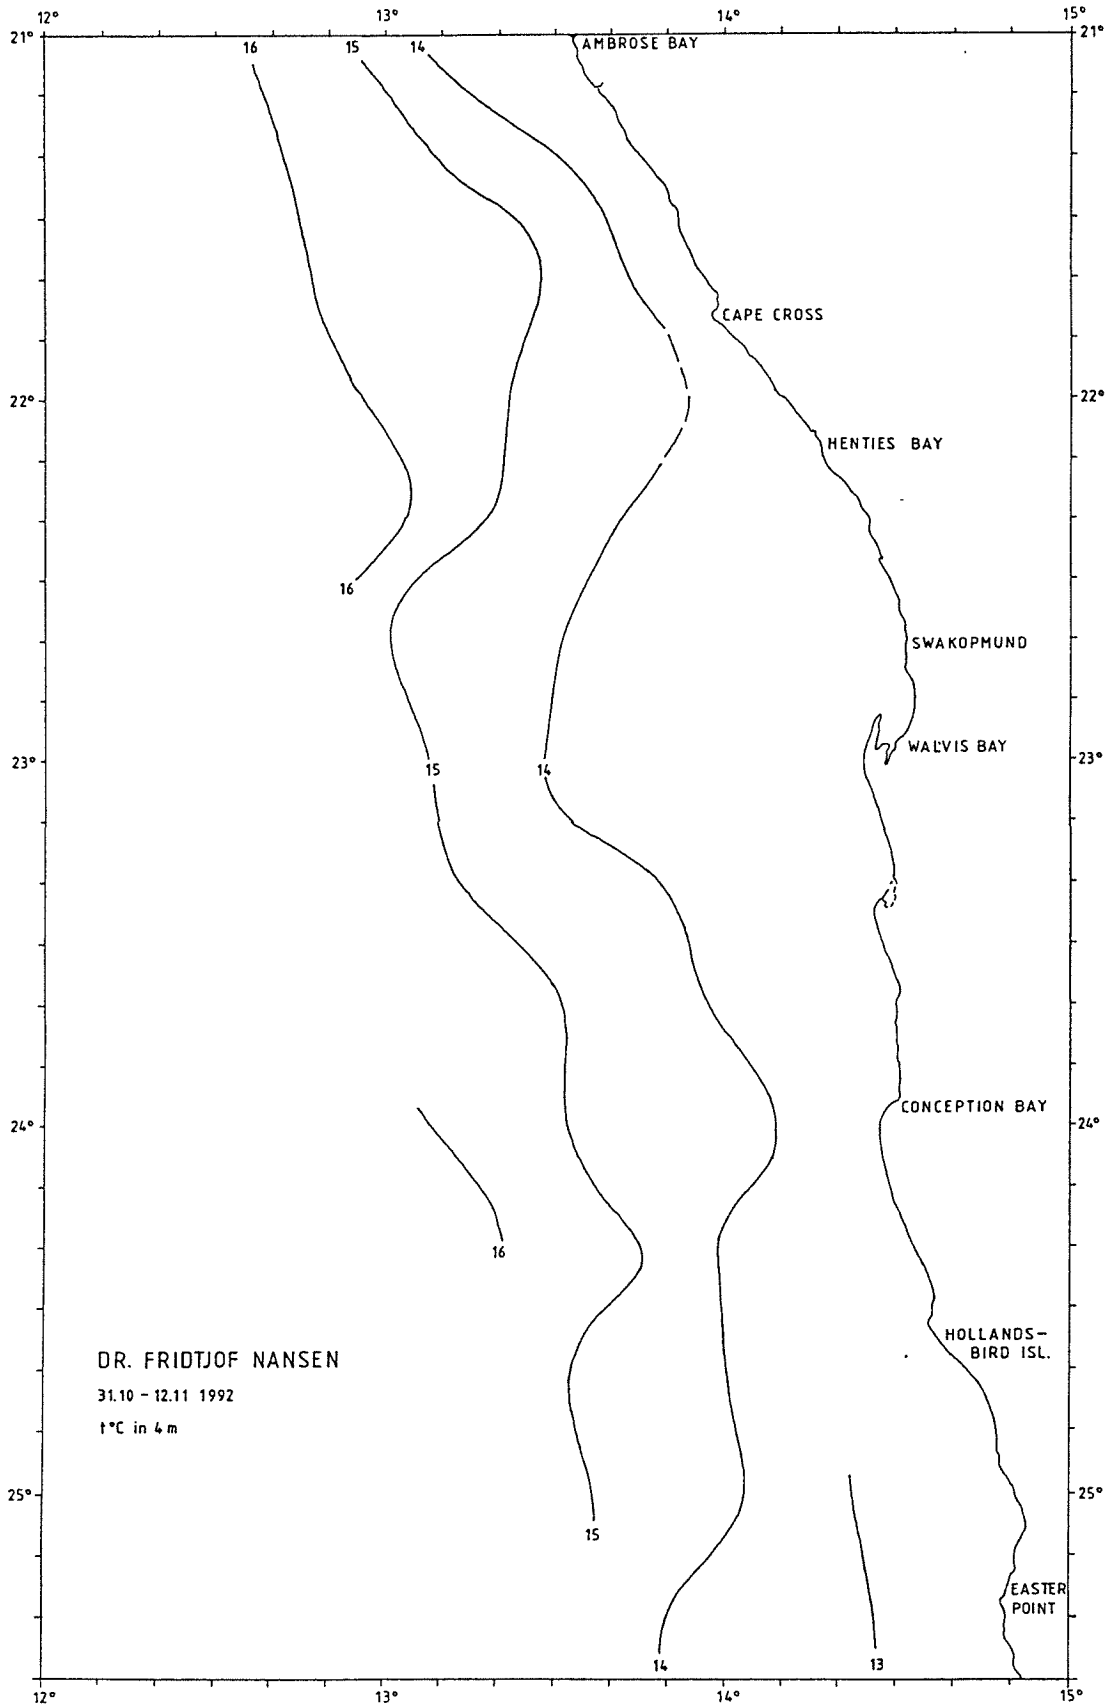 12° 13° 14° 15°
21° 16 15 14 AMBROSE BAY 21°
CAPE CROSS
22° 22°
HENTIES BAY
16
SWAKOPMUND
WALVIS BAY
23° 15 14 23°
CONCEPTION BAY
24° 24°
16
HOLLANDS-
BIRD ISL.
DR. FRIDTJOF NANSEN
31.10 - 12.11 1992
t°C in 4 m
25° 25°
15
EASTER
POINT
14 13
12° 13° 14° 15°